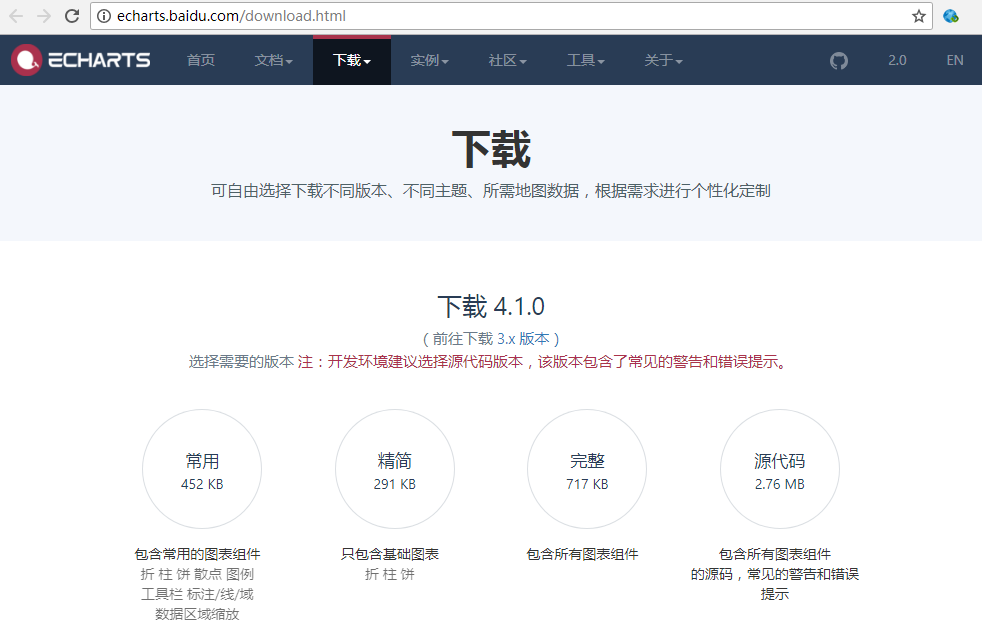 echarts.baidu.com/download.html
ECHARTS 首页 文档 下载 实例 社区 工具 关于 2.0 EN
下载
可自由选择下载不同版本、不同主题、所需地图数据，根据需求进行个性化定制
下载 4.1.0
( 前往下载 3.x 版本 )
选择需要的版本 注：开发环境建议选择源代码版本，该版本包含了常见的警告和错误提示。
常用
452 KB
包含常用的图表组件
折 柱 饼 散点 图例
工具栏 标注/线/域
数据区域缩放
精简
291 KB
只包含基础图表
折 柱 饼
完整
717 KB
包含所有图表组件
源代码
2.76 MB
包含所有图表组件
的源码，常见的警告和错误
提示